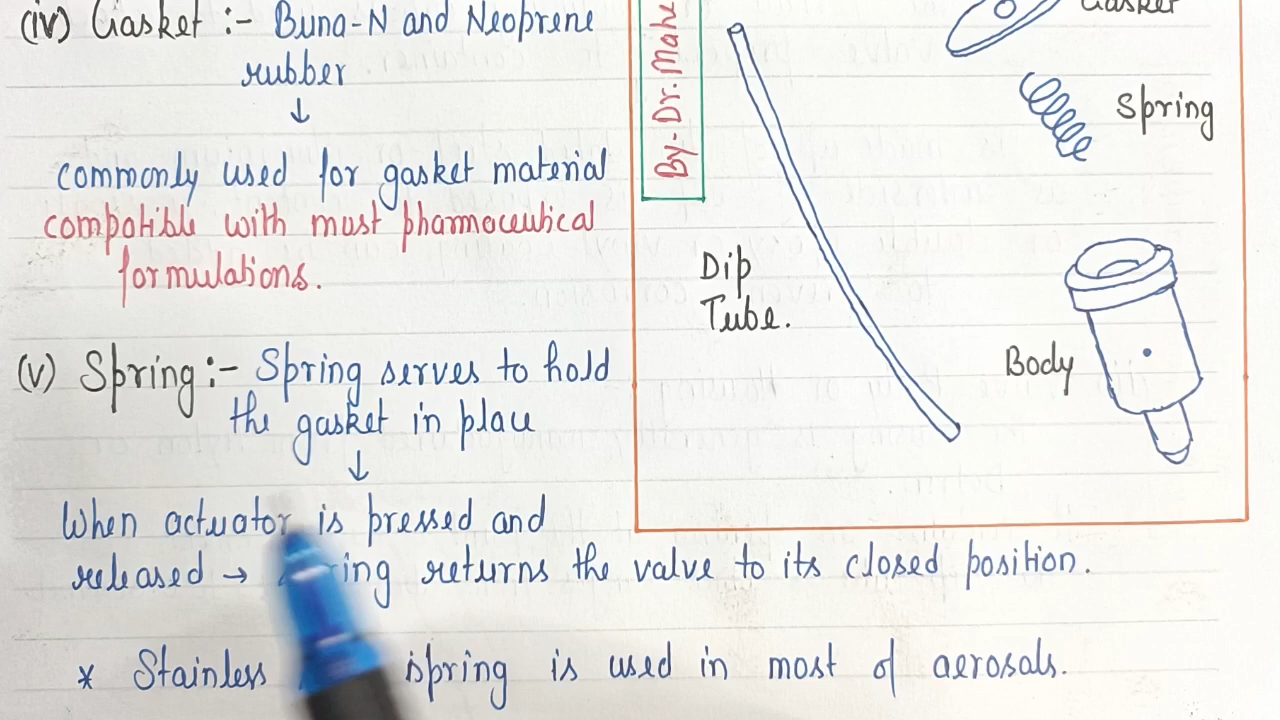 (iv) Gasket :- Buna-N and Neoprene
rubber
↓
commonly used for gasket material
compatible with most pharmaceutical
formulations.
(v) Spring :- Spring serves to hold
the gasket in place
↓
When actuator is pressed and
released → returns the valve to its closed position.
* Stainless spring is used in most of aerosals.
By- Dr. Mahe
Gasket
Spring
Dip
Tube.
Body